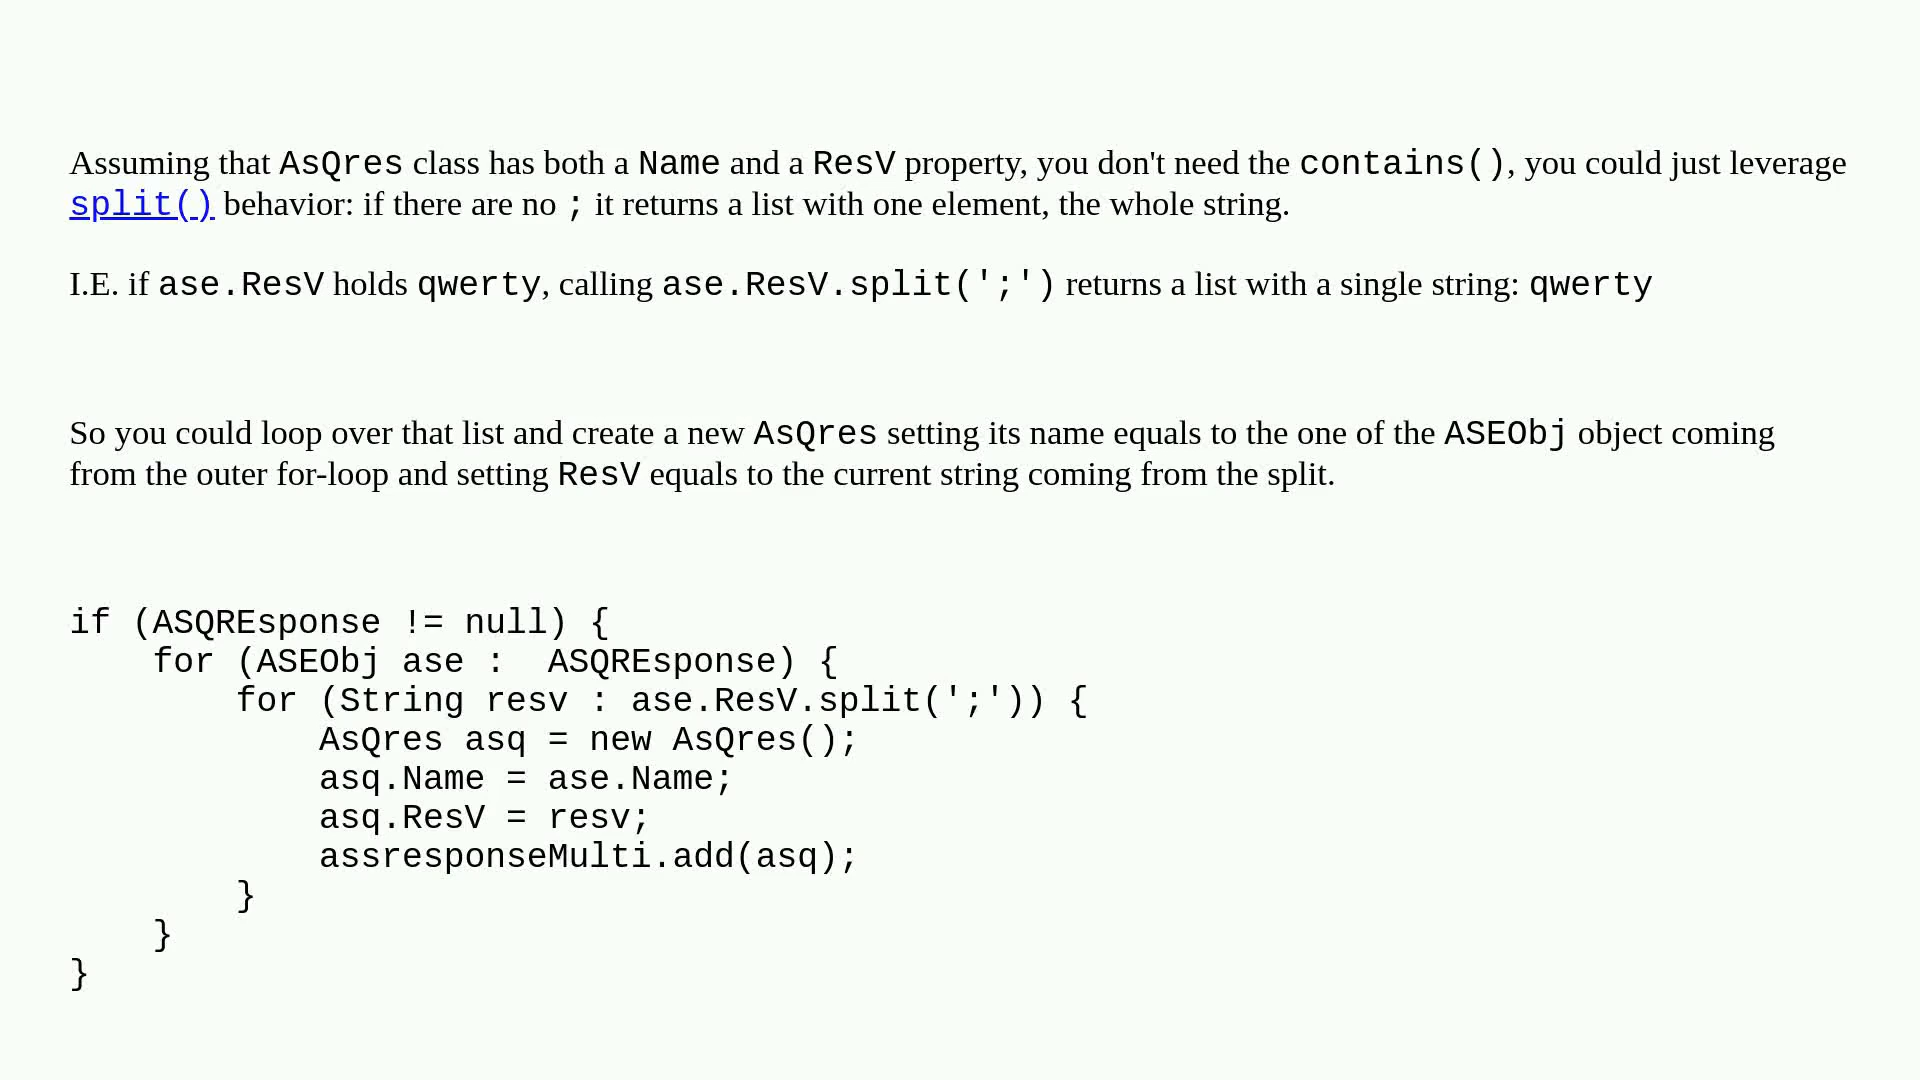 Assuming that AsQres class has both a Name and a ResV property, you don't need the contains(), you could just leverage
split() behavior: if there are no ; it returns a list with one element, the whole string.
I.E. if ase.ResV holds qwerty, calling ase.ResV.split(';') returns a list with a single string: qwerty
So you could loop over that list and create a new AsQres setting its name equals to the one of the ASEObj object coming
from the outer for-loop and setting ResV equals to the current string coming from the split.
if (ASQREsponse != null) {
    for (ASEObj ase :  ASQREsponse) {
        for (String resv : ase.ResV.split(';')) {
            AsQres asq = new AsQres();
            asq.Name = ase.Name;
            asq.ResV = resv;
            assresponseMulti.add(asq);
        }
    }
}